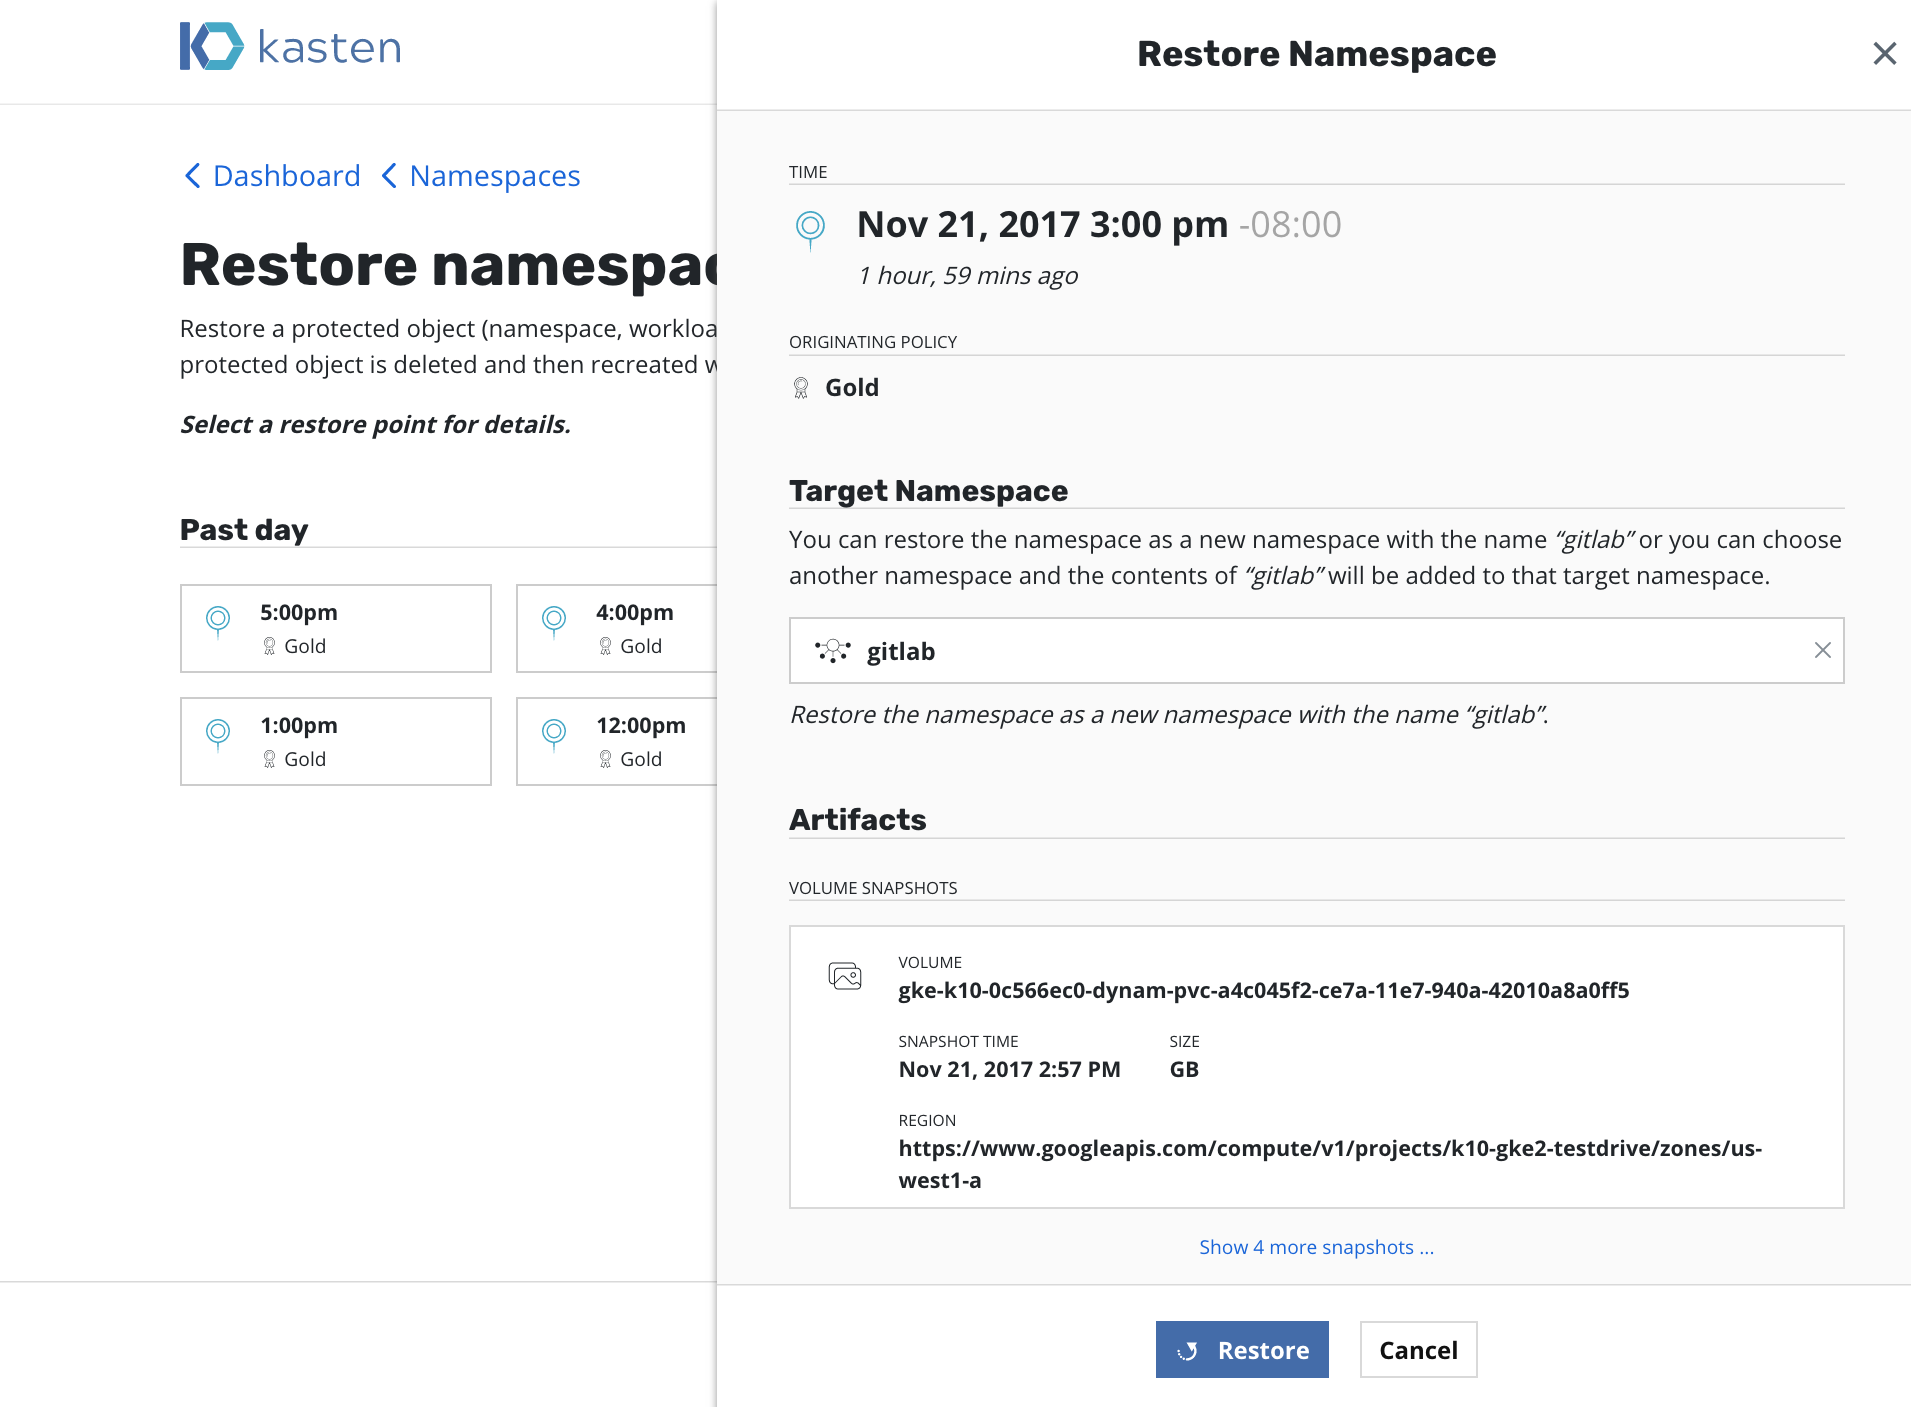 kasten
Dashboard Namespaces
Restore namespac
Restore a protected object (namespace, workloa
protected object is deleted and then recreated w
Select a restore point for details.
Past day
5:00pm
Gold
4:00pm
Gold
1:00pm
Gold
12:00pm
Gold
Restore Namespace
TIME
Nov 21, 2017 3:00 pm -08:00
1 hour, 59 mins ago
ORIGINATING POLICY
Gold
Target Namespace
You can restore the namespace as a new namespace with the name “gitlab” or you can choose
another namespace and the contents of “gitlab” will be added to that target namespace.
gitlab
Restore the namespace as a new namespace with the name “gitlab”.
Artifacts
VOLUME SNAPSHOTS
VOLUME
gke-k10-0c566ec0-dynam-pvc-a4c045f2-ce7a-11e7-940a-42010a8a0ff5
SNAPSHOT TIME
Nov 21, 2017 2:57 PM
SIZE
GB
REGION
https://www.googleapis.com/compute/v1/projects/k10-gke2-testdrive/zones/us-
west1-a
Show 4 more snapshots ...
Restore
Cancel